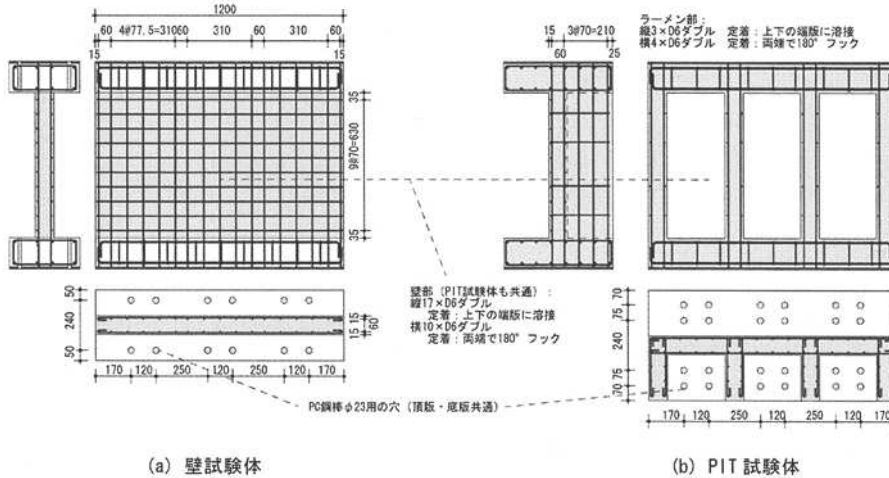 1200
60 4@77.5=310 60 310 60 310 60
15 15
35
9@70=630
35
15 3@70=210
60 25
ラーメン部:
縦3×D6ダブル 定着:上下の端版に溶接
横4×D6ダブル 定着:両端で180°フック
壁部(PIT試験体も共通):
縦17×D6ダブル
定着:上下の端版に溶接
横10×D6ダブル
定着:両端で180°フック
50
240
50
15
60
15
170 120 250 120 250 120 170
70
75
240
75
70
170 120 250 120 250 120 170
PC鋼棒φ23用の穴(頂版・底版共通)
(a) 壁試験体
(b) PIT試験体